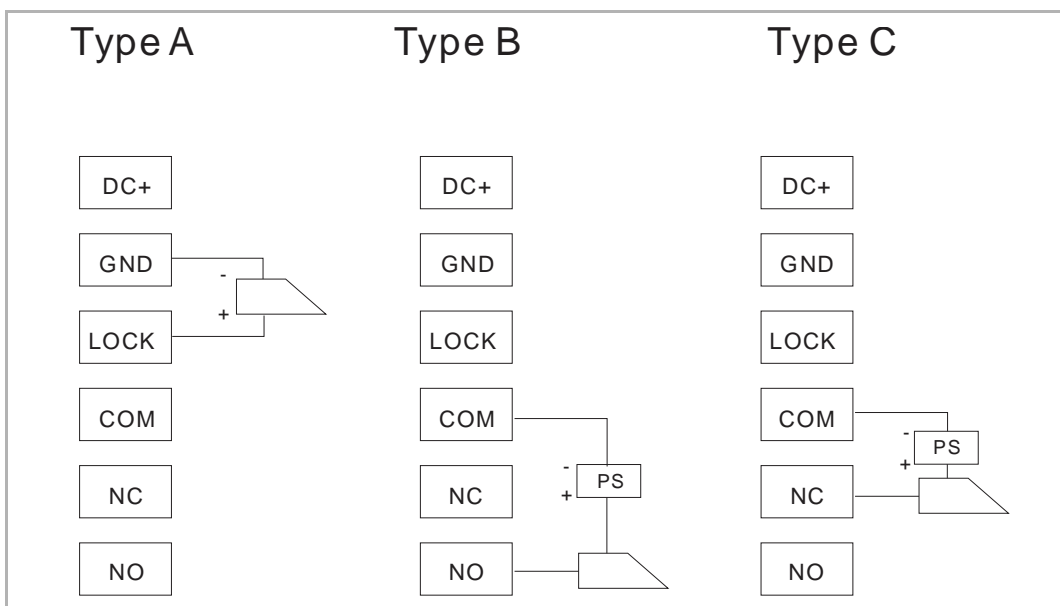 Type A
DC+
GND
-
+
LOCK
COM
NC
NO
Type B
DC+
GND
LOCK
COM
-
+
PS
NC
NO
Type C
DC+
GND
LOCK
COM
-
+
PS
NC
NO